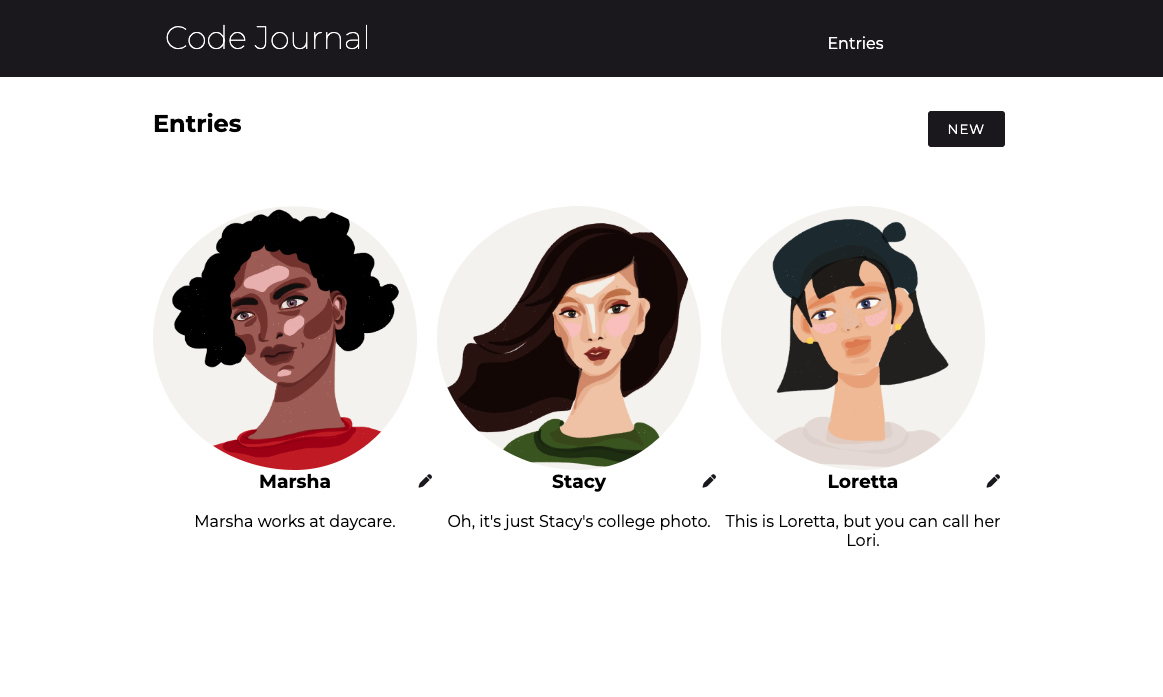 Code Journal
Entries
Entries
NEW
Marsha
Marsha works at daycare.
Stacy
Oh, it's just Stacy's college photo.
Loretta
This is Loretta, but you can call her
Lori.